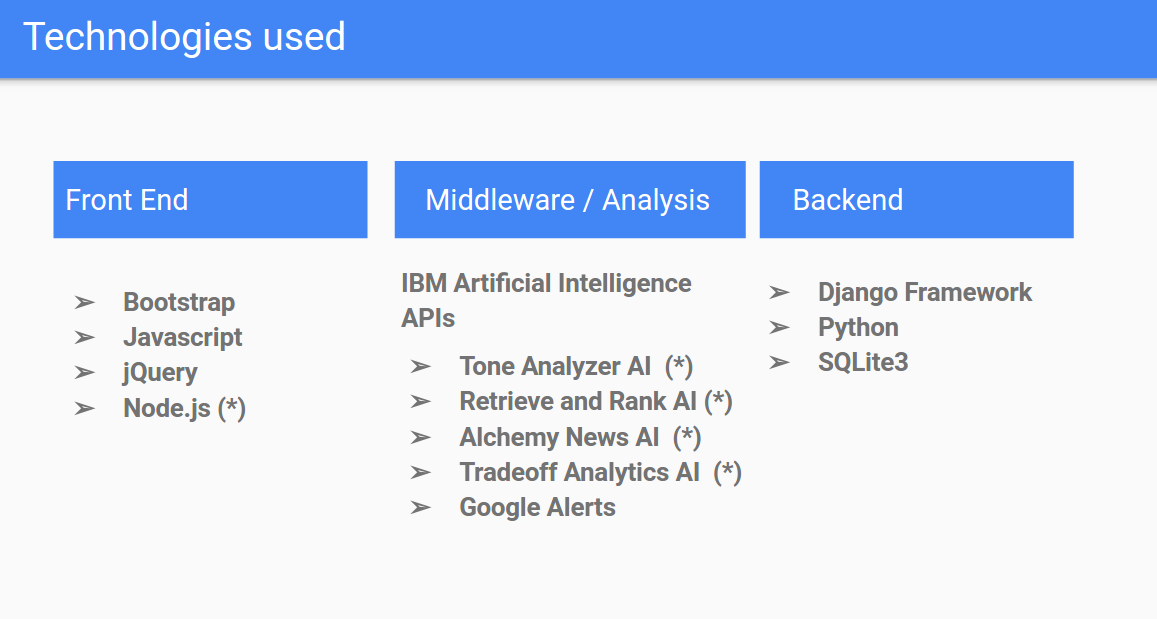 Technologies used
Front End
➢ Bootstrap
➢ Javascript
➢ jQuery
➢ Node.js (*)
Middleware / Analysis
IBM Artificial Intelligence
APIs
➢ Tone Analyzer AI (*)
➢ Retrieve and Rank AI (*)
➢ Alchemy News AI (*)
➢ Tradeoff Analytics AI (*)
➢ Google Alerts
Backend
➢ Django Framework
➢ Python
➢ SQLite3